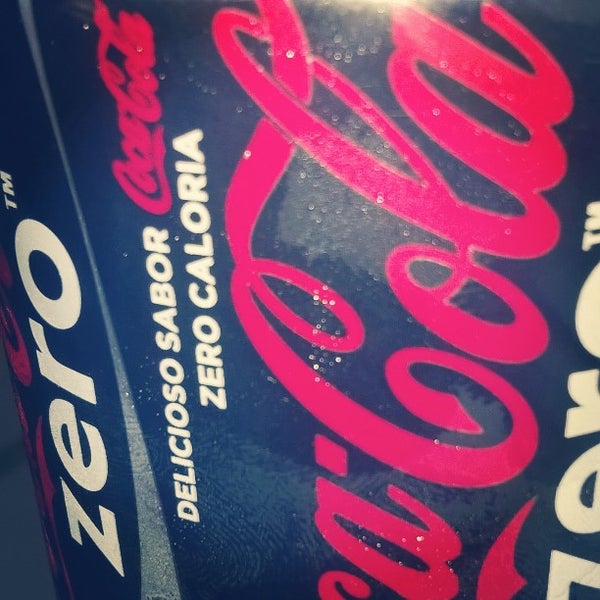 zero™
DELICIOSO SABOR Coca-Cola
ZERO CALORIA
Coca-Cola
zero™